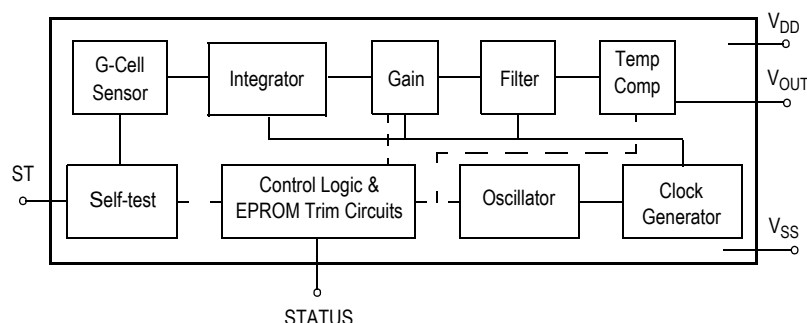 V_DD
G-Cell
Sensor
Integrator
Gain
Filter
Temp
Comp
V_OUT
ST
Self-test
Control Logic &
EPROM Trim Circuits
Oscillator
Clock
Generator
V_SS
STATUS